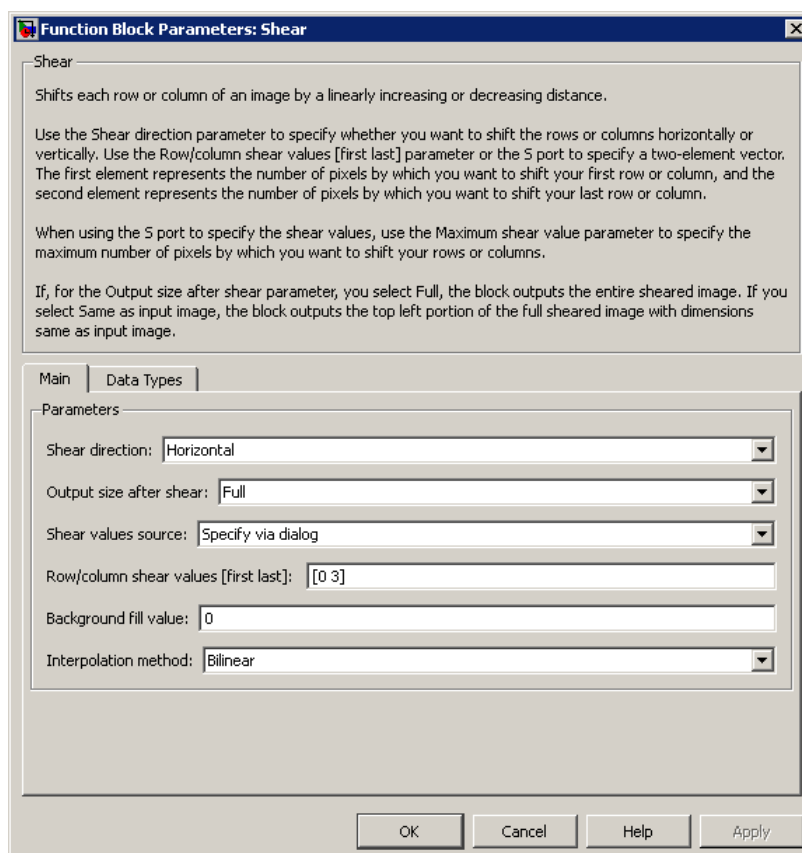 Function Block Parameters: Shear
Shear
Shifts each row or column of an image by a linearly increasing or decreasing distance.
Use the Shear direction parameter to specify whether you want to shift the rows or columns horizontally or
vertically. Use the Row/column shear values [first last] parameter or the S port to specify a two-element vector.
The first element represents the number of pixels by which you want to shift your first row or column, and the
second element represents the number of pixels by which you want to shift your last row or column.
When using the S port to specify the shear values, use the Maximum shear value parameter to specify the
maximum number of pixels by which you want to shift your rows or columns.
If, for the Output size after shear parameter, you select Full, the block outputs the entire sheared image. If you
select Same as input image, the block outputs the top left portion of the full sheared image with dimensions
same as input image.
Main Data Types
Parameters
Shear direction: Horizontal
Output size after shear: Full
Shear values source: Specify via dialog
Row/column shear values [first last]: [0 3]
Background fill value: 0
Interpolation method: Bilinear
OK Cancel Help Apply